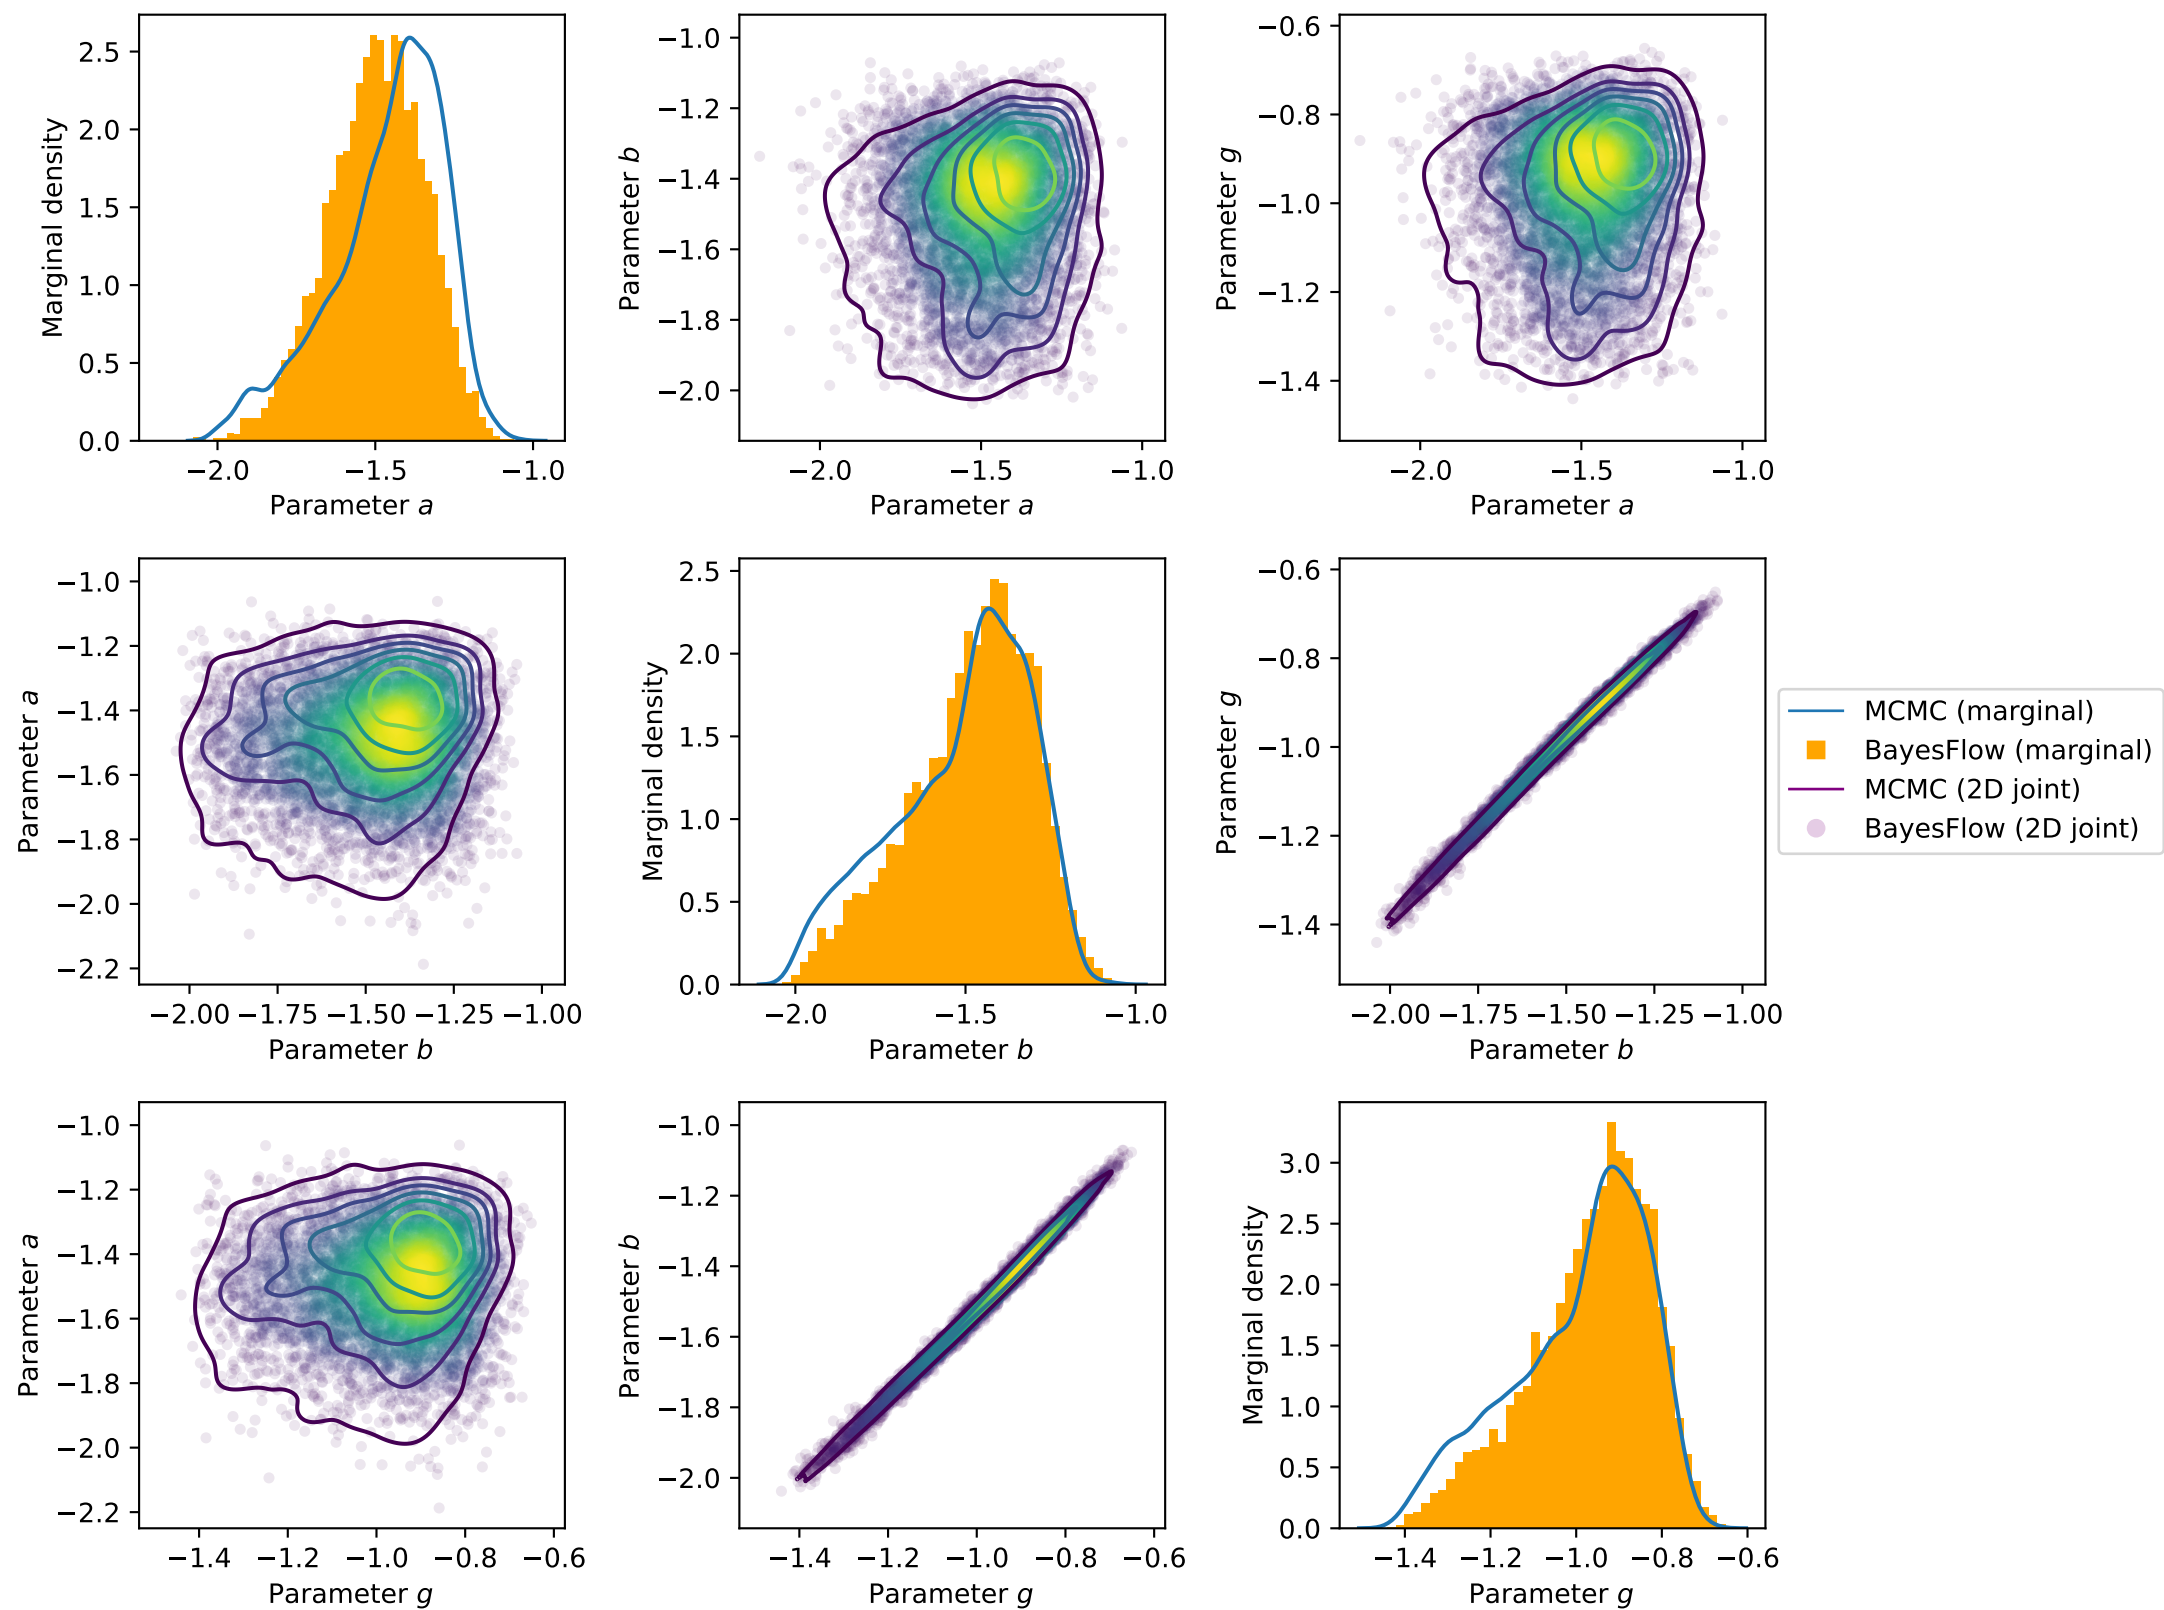 2.5
2.0
1.5
1.0
0.5
0.0
Marginal density
−2.0 −1.5 −1.0
Parameter a
−1.0
−1.2
−1.4
−1.6
−1.8
−2.0
Parameter b
−2.0 −1.5 −1.0
Parameter a
−0.6
−0.8
−1.0
−1.2
−1.4
Parameter g
−2.0 −1.5 −1.0
Parameter a
−1.0
−1.2
−1.4
−1.6
−1.8
−2.0
−2.2
Parameter a
−2.00 −1.75 −1.50 −1.25 −1.00
Parameter b
2.5
2.0
1.5
1.0
0.5
0.0
Marginal density
−2.0 −1.5 −1.0
Parameter b
−0.6
−0.8
−1.0
−1.2
−1.4
Parameter g
−2.00 −1.75 −1.50 −1.25 −1.00
Parameter b
MCMC (marginal)
BayesFlow (marginal)
MCMC (2D joint)
BayesFlow (2D joint)
−1.0
−1.2
−1.4
−1.6
−1.8
−2.0
−2.2
Parameter a
−1.4 −1.2 −1.0 −0.8 −0.6
Parameter g
−1.0
−1.2
−1.4
−1.6
−1.8
−2.0
Parameter b
−1.4 −1.2 −1.0 −0.8 −0.6
Parameter g
3.0
2.5
2.0
1.5
1.0
0.5
0.0
Marginal density
−1.4 −1.2 −1.0 −0.8 −0.6
Parameter g